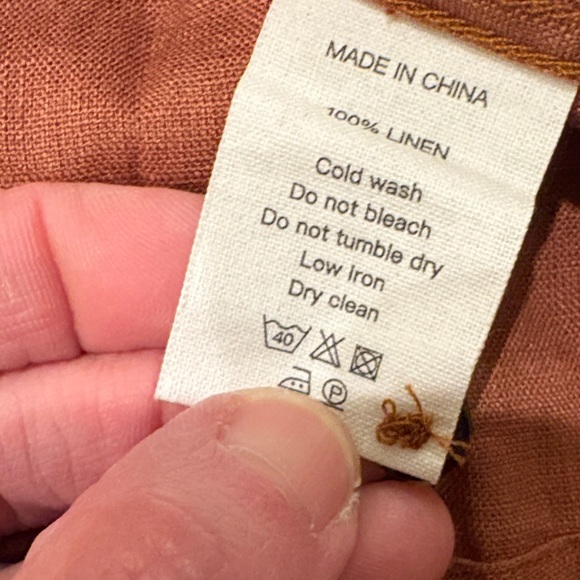 MADE IN CHINA
100% LINEN
Cold wash
Do not bleach
Do not tumble dry
Low iron
Dry clean
40
P